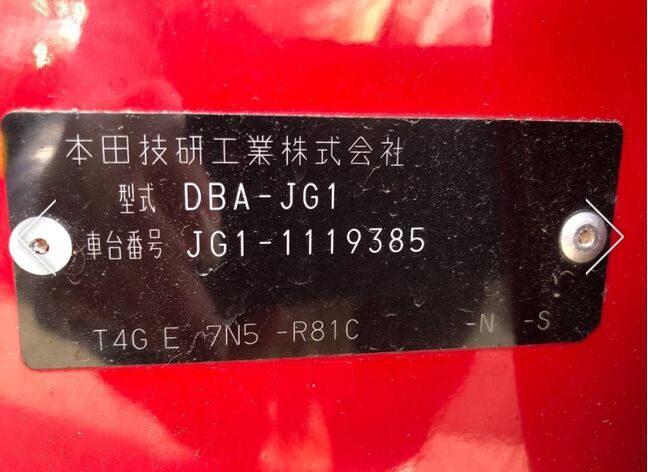 本田技研工業株式会社
型式 DBA-JG1
車台番号 JG1-1119385
T4G E 7N5 -R81C -N -S